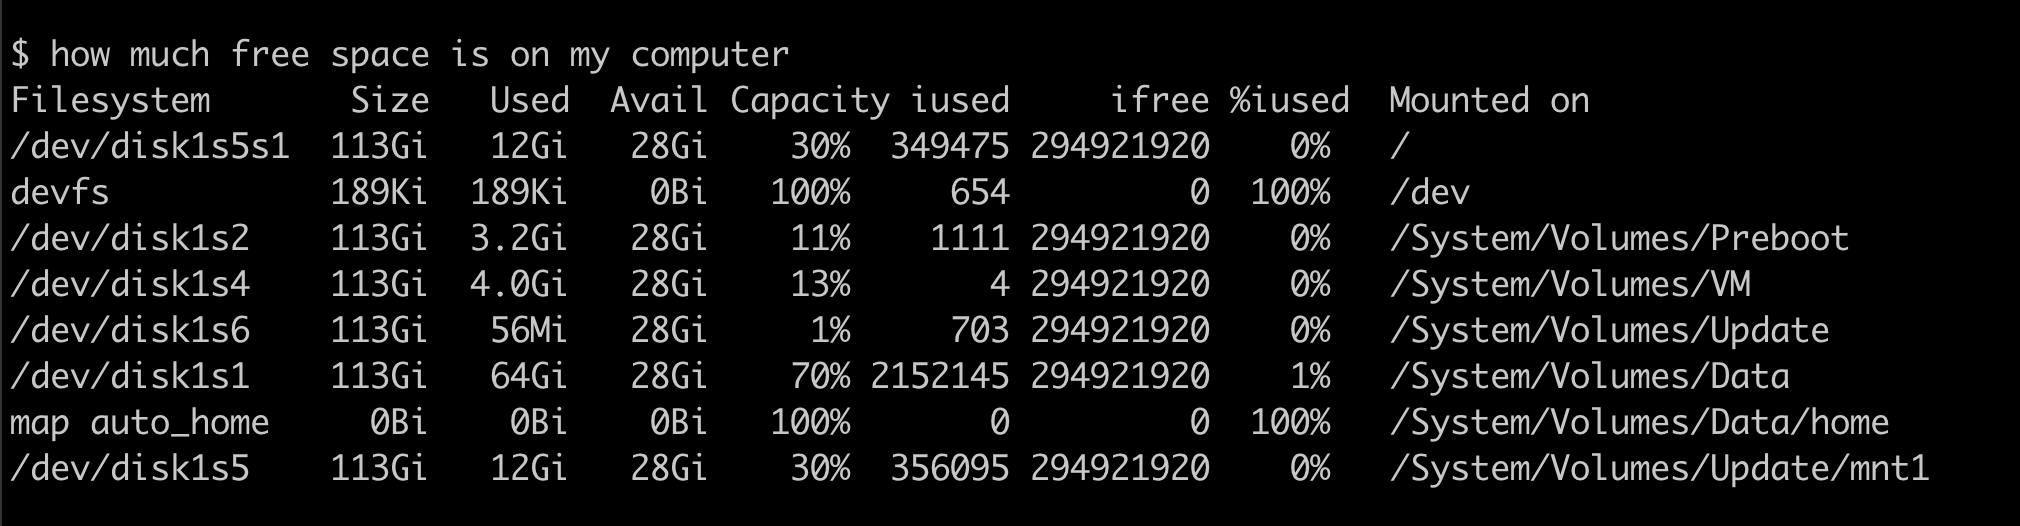 $ how much free space is on my computer
Filesystem       Size   Used  Avail Capacity iused     ifree %iused  Mounted on
/dev/disk1s5s1  113Gi   12Gi   28Gi    30%  349475 294921920    0%   /
devfs           189Ki  189Ki    0Bi   100%     654         0  100%   /dev
/dev/disk1s2    113Gi  3.2Gi   28Gi    11%    1111 294921920    0%   /System/Volumes/Preboot
/dev/disk1s4    113Gi  4.0Gi   28Gi    13%       4 294921920    0%   /System/Volumes/VM
/dev/disk1s6    113Gi   56Mi   28Gi     1%     703 294921920    0%   /System/Volumes/Update
/dev/disk1s1    113Gi   64Gi   28Gi    70% 2152145 294921920    1%   /System/Volumes/Data
map auto_home     0Bi    0Bi    0Bi   100%       0         0  100%   /System/Volumes/Data/home
/dev/disk1s5    113Gi   12Gi   28Gi    30%  356095 294921920    0%   /System/Volumes/Update/mnt1